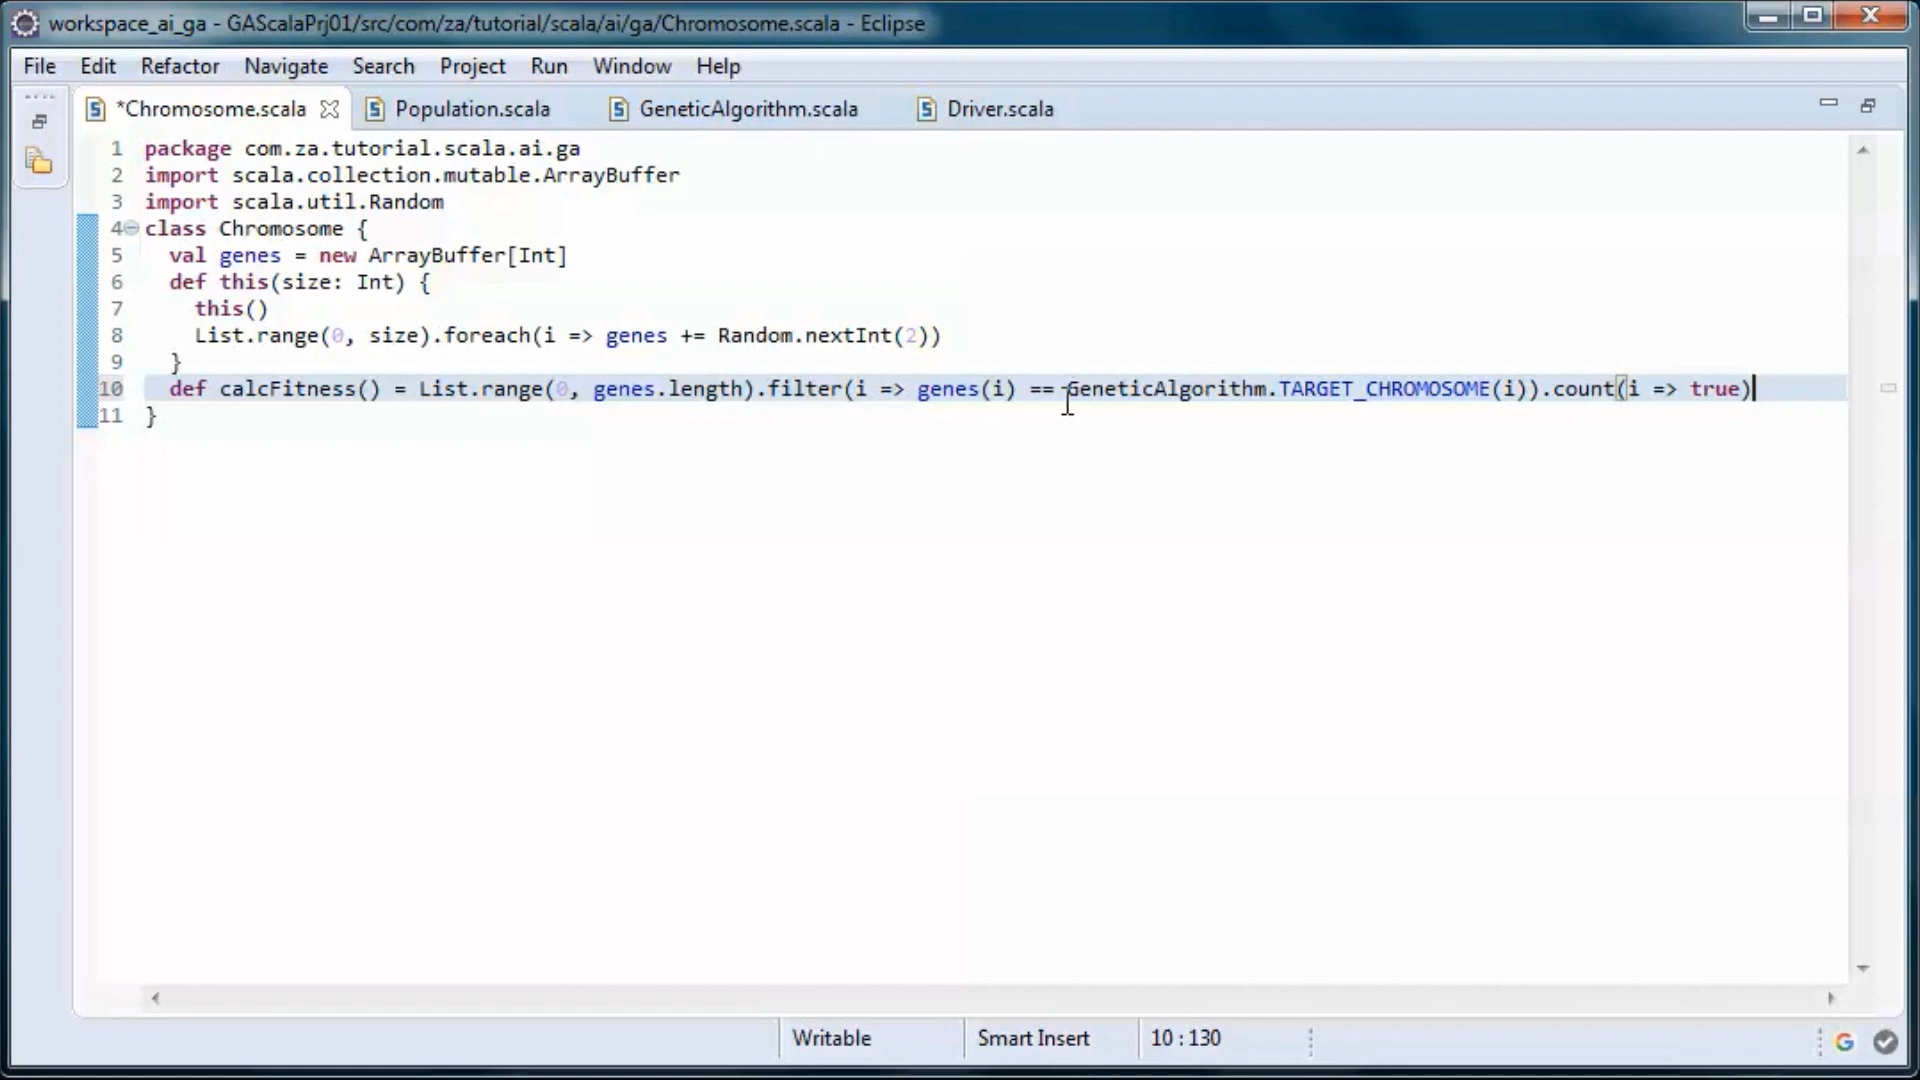 workspace_ai_ga - GAScalaPrj01/src/com/za/tutorial/scala/ai/ga/Chromosome.scala - Eclipse
File Edit Refactor Navigate Search Project Run Window Help
*Chromosome.scala Population.scala GeneticAlgorithm.scala Driver.scala
1 package com.za.tutorial.scala.ai.ga
2 import scala.collection.mutable.ArrayBuffer
3 import scala.util.Random
4 class Chromosome {
5 val genes = new ArrayBuffer[Int]
6 def this(size: Int) {
7 this()
8 List.range(0, size).foreach(i => genes += Random.nextInt(2))
9 }
10 def calcFitness() = List.range(0, genes.length).filter(i => genes(i) == GeneticAlgorithm.TARGET_CHROMOSOME(i)).count(i => true)
11 }
Writable Smart Insert 10 : 130